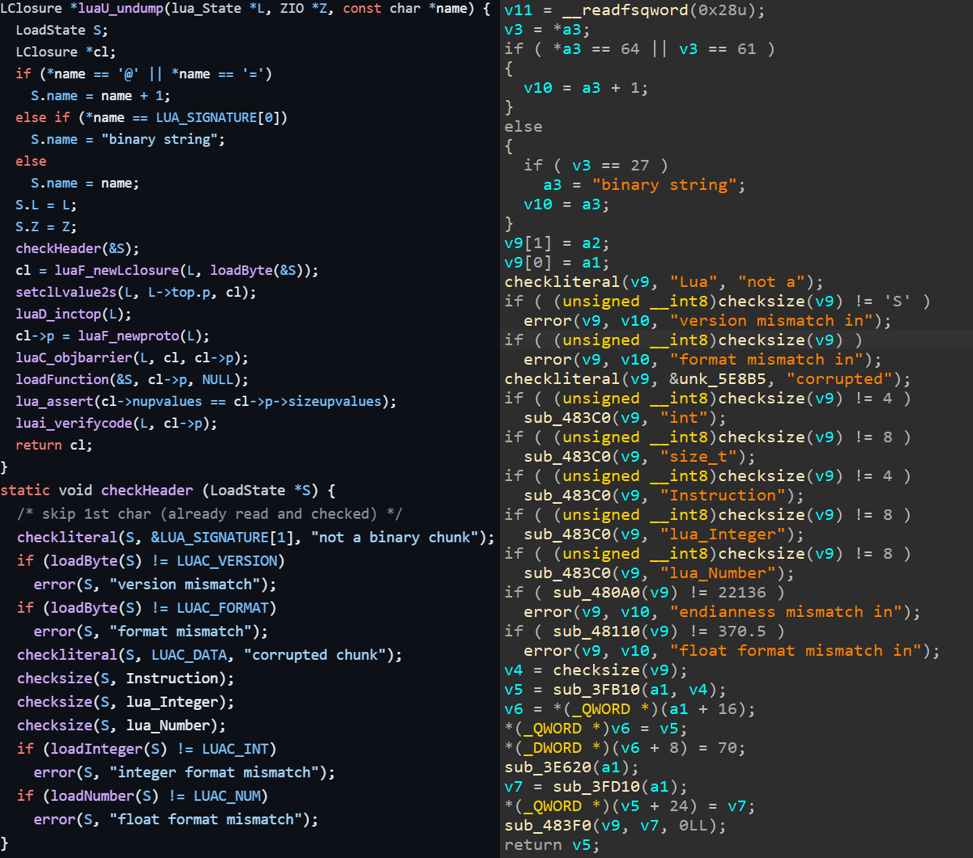 LClosure *luaU_undump(lua_State *L, ZIO *Z, const char *name) {
  LoadState S;
  LClosure *cl;
  if (*name == '@' || *name == '=')
    S.name = name + 1;
  else if (*name == LUA_SIGNATURE[0])
    S.name = "binary string";
  else
    S.name = name;
  S.L = L;
  S.Z = Z;
  checkHeader(&S);
  cl = luaF_newLclosure(L, loadByte(&S));
  setclLvalue2s(L, L->top.p, cl);
  luaD_inctop(L);
  cl->p = luaF_newproto(L);
  luaC_objbarrier(L, cl, cl->p);
  loadFunction(&S, cl->p, NULL);
  lua_assert(cl->nupvalues == cl->p->sizeupvalues);
  luai_verifycode(L, cl->p);
  return cl;
}
static void checkHeader (LoadState *S) {
  /* skip 1st char (already read and checked) */
  checkliteral(S, &LUA_SIGNATURE[1], "not a binary chunk");
  if (loadByte(S) != LUAC_VERSION)
    error(S, "version mismatch");
  if (loadByte(S) != LUAC_FORMAT)
    error(S, "format mismatch");
  checkliteral(S, LUAC_DATA, "corrupted chunk");
  checksize(S, Instruction);
  checksize(S, lua_Integer);
  checksize(S, lua_Number);
  if (loadInteger(S) != LUAC_INT)
    error(S, "integer format mismatch");
  if (loadNumber(S) != LUAC_NUM)
    error(S, "float format mismatch");
}
v11 = __readfsqword(0x28u);
v3 = *a3;
if ( *a3 == 64 || v3 == 61 )
{
  v10 = a3 + 1;
}
else
{
  if ( v3 == 27 )
    a3 = "binary string";
  v10 = a3;
}
v9[1] = a2;
v9[0] = a1;
checkliteral(v9, "Lua", "not a");
if ( (unsigned __int8)checksize(v9) != 'S' )
  error(v9, v10, "version mismatch in");
if ( (unsigned __int8)checksize(v9) )
  error(v9, v10, "format mismatch in");
checkliteral(v9, &unk_5E8B5, "corrupted");
if ( (unsigned __int8)checksize(v9) != 4 )
  sub_483C0(v9, "int");
if ( (unsigned __int8)checksize(v9) != 8 )
  sub_483C0(v9, "size_t");
if ( (unsigned __int8)checksize(v9) != 4 )
  sub_483C0(v9, "Instruction");
if ( (unsigned __int8)checksize(v9) != 8 )
  sub_483C0(v9, "lua_Integer");
if ( (unsigned __int8)checksize(v9) != 8 )
  sub_483C0(v9, "lua_Number");
if ( sub_480A0(v9) != 22136 )
  error(v9, v10, "endianness mismatch in");
if ( sub_48110(v9) != 370.5 )
  error(v9, v10, "float format mismatch in");
v4 = checksize(v9);
v5 = sub_3FB10(a1, v4);
v6 = *(_QWORD *)(a1 + 16);
*(_QWORD *)v6 = v5;
*(_DWORD *)(v6 + 8) = 70;
sub_3E620(a1);
v7 = sub_3FD10(a1);
*(_QWORD *)(v5 + 24) = v7;
sub_483F0(v9, v7, 0LL);
return v5;